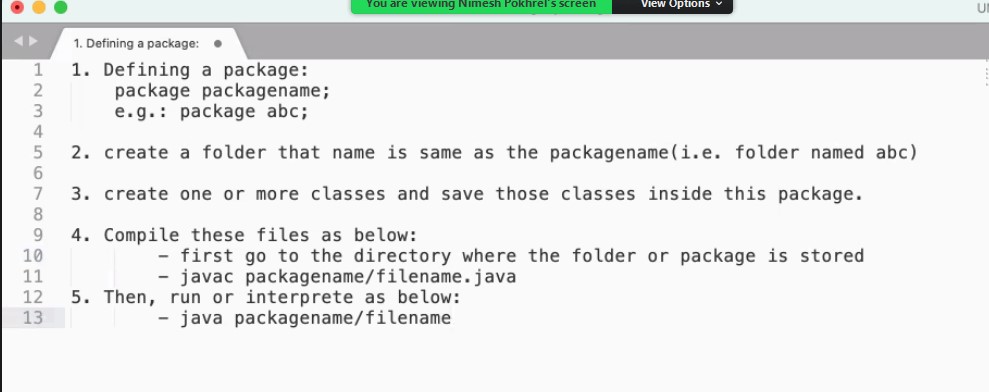 You are viewing Nimesh Pokhrel's screen
View Options
1. Defining a package:
1 1. Defining a package:
2 package packagename;
3 e.g.: package abc;
4
5 2. create a folder that name is same as the packagename(i.e. folder named abc)
6
7 3. create one or more classes and save those classes inside this package.
8
9 4. Compile these files as below:
10 - first go to the directory where the folder or package is stored
11 - javac packagename/filename.java
12 5. Then, run or interprete as below:
13 - java packagename/filename